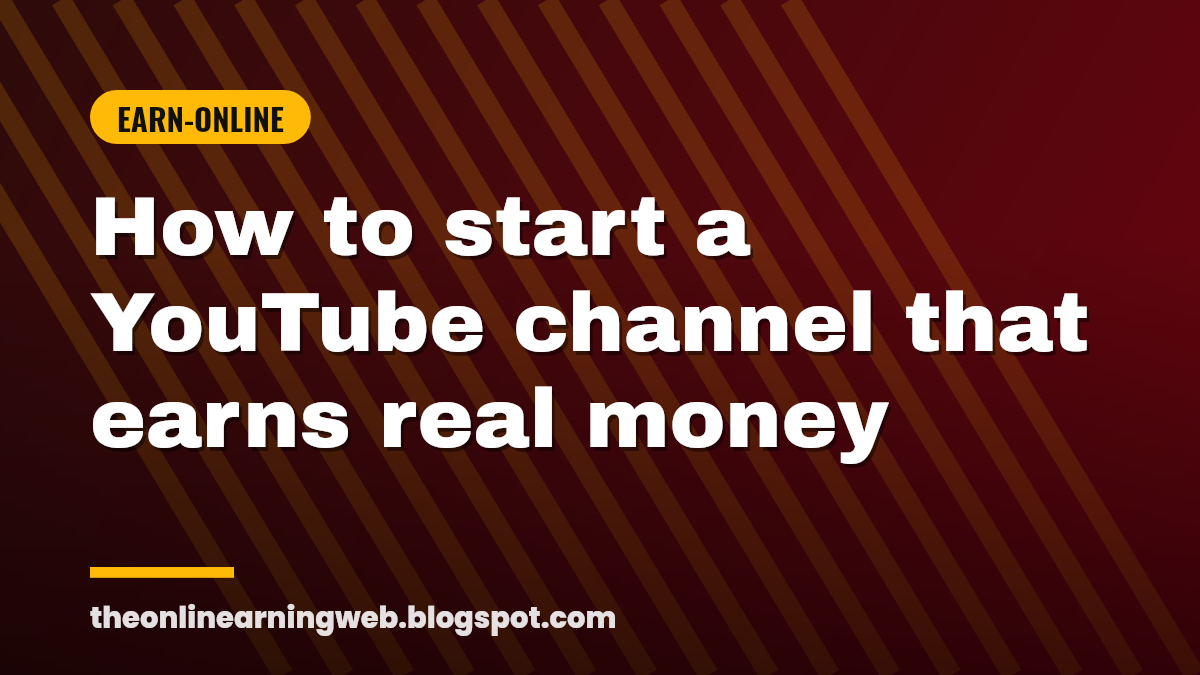 EARN-ONLINE
How to start a
YouTube channel that
earns real money
theonlinearningweb.blogspot.com